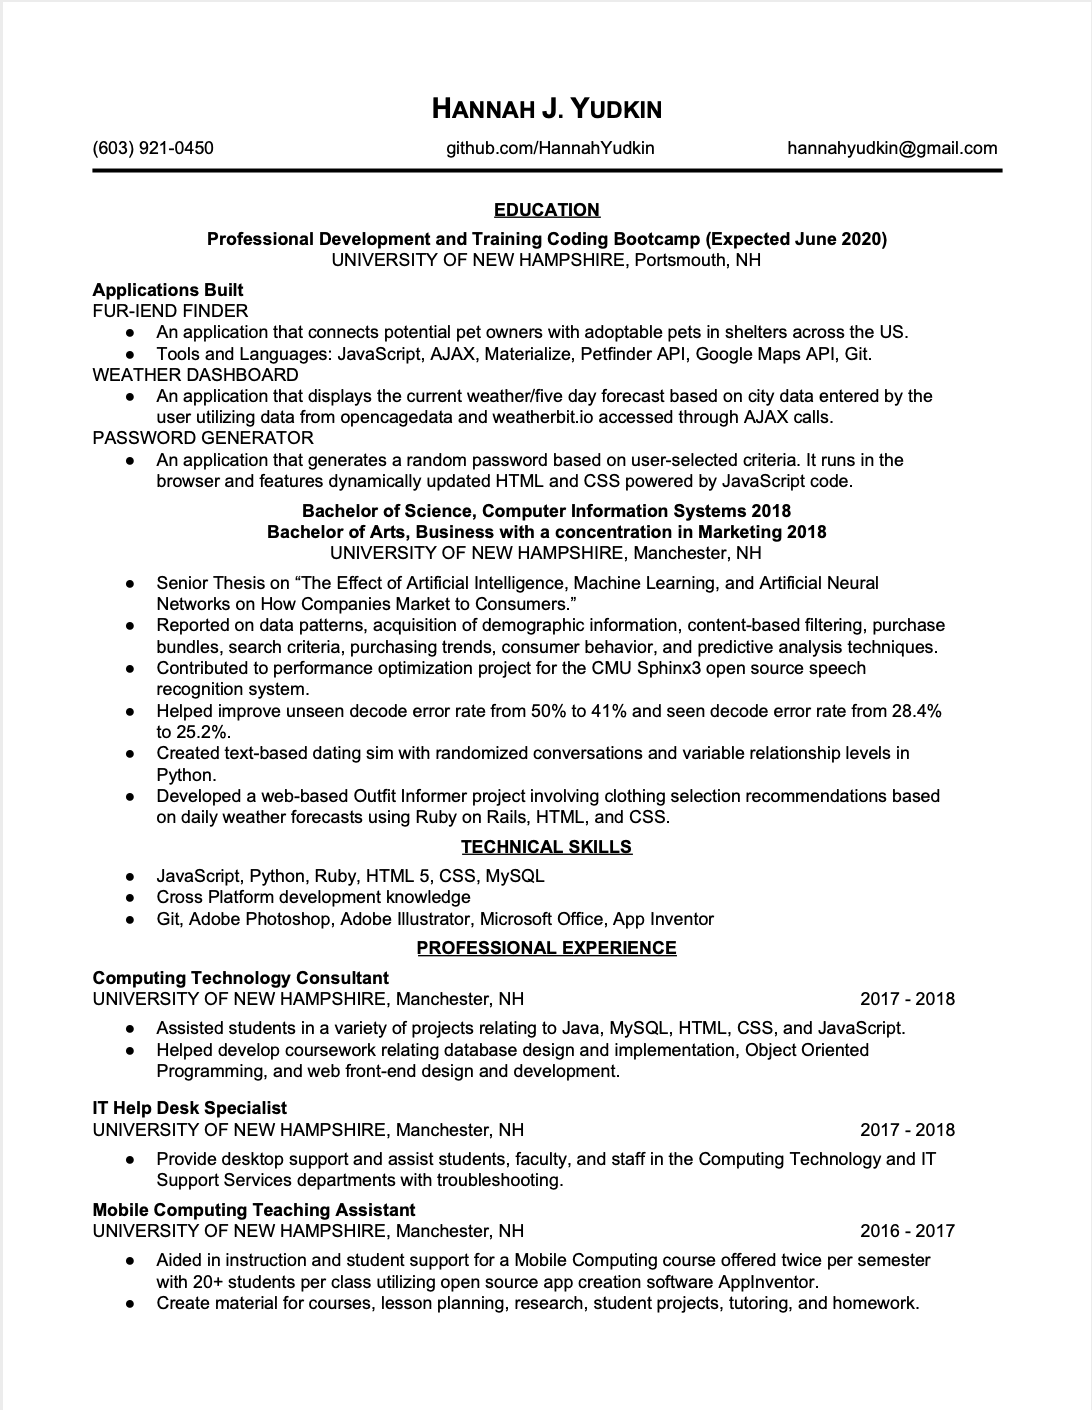 HANNAH J. YUDKIN
(603) 921-0450 github.com/HannahYudkin hannahyudkin@gmail.com
EDUCATION
Professional Development and Training Coding Bootcamp (Expected June 2020)
UNIVERSITY OF NEW HAMPSHIRE, Portsmouth, NH
Applications Built
FUR-IEND FINDER
● An application that connects potential pet owners with adoptable pets in shelters across the US.
● Tools and Languages: JavaScript, AJAX, Materialize, Petfinder API, Google Maps API, Git.
WEATHER DASHBOARD
● An application that displays the current weather/five day forecast based on city data entered by the
user utilizing data from opencagedata and weatherbit.io accessed through AJAX calls.
PASSWORD GENERATOR
● An application that generates a random password based on user-selected criteria. It runs in the
browser and features dynamically updated HTML and CSS powered by JavaScript code.
Bachelor of Science, Computer Information Systems 2018
Bachelor of Arts, Business with a concentration in Marketing 2018
UNIVERSITY OF NEW HAMPSHIRE, Manchester, NH
● Senior Thesis on “The Effect of Artificial Intelligence, Machine Learning, and Artificial Neural
Networks on How Companies Market to Consumers.”
● Reported on data patterns, acquisition of demographic information, content-based filtering, purchase
bundles, search criteria, purchasing trends, consumer behavior, and predictive analysis techniques.
● Contributed to performance optimization project for the CMU Sphinx3 open source speech
recognition system.
● Helped improve unseen decode error rate from 50% to 41% and seen decode error rate from 28.4%
to 25.2%.
● Created text-based dating sim with randomized conversations and variable relationship levels in
Python.
● Developed a web-based Outfit Informer project involving clothing selection recommendations based
on daily weather forecasts using Ruby on Rails, HTML, and CSS.
TECHNICAL SKILLS
● JavaScript, Python, Ruby, HTML 5, CSS, MySQL
● Cross Platform development knowledge
● Git, Adobe Photoshop, Adobe Illustrator, Microsoft Office, App Inventor
PROFESSIONAL EXPERIENCE
Computing Technology Consultant
UNIVERSITY OF NEW HAMPSHIRE, Manchester, NH 2017 - 2018
● Assisted students in a variety of projects relating to Java, MySQL, HTML, CSS, and JavaScript.
● Helped develop coursework relating database design and implementation, Object Oriented
Programming, and web front-end design and development.
IT Help Desk Specialist
UNIVERSITY OF NEW HAMPSHIRE, Manchester, NH 2017 - 2018
● Provide desktop support and assist students, faculty, and staff in the Computing Technology and IT
Support Services departments with troubleshooting.
Mobile Computing Teaching Assistant
UNIVERSITY OF NEW HAMPSHIRE, Manchester, NH 2016 - 2017
● Aided in instruction and student support for a Mobile Computing course offered twice per semester
with 20+ students per class utilizing open source app creation software AppInventor.
● Create material for courses, lesson planning, research, student projects, tutoring, and homework.